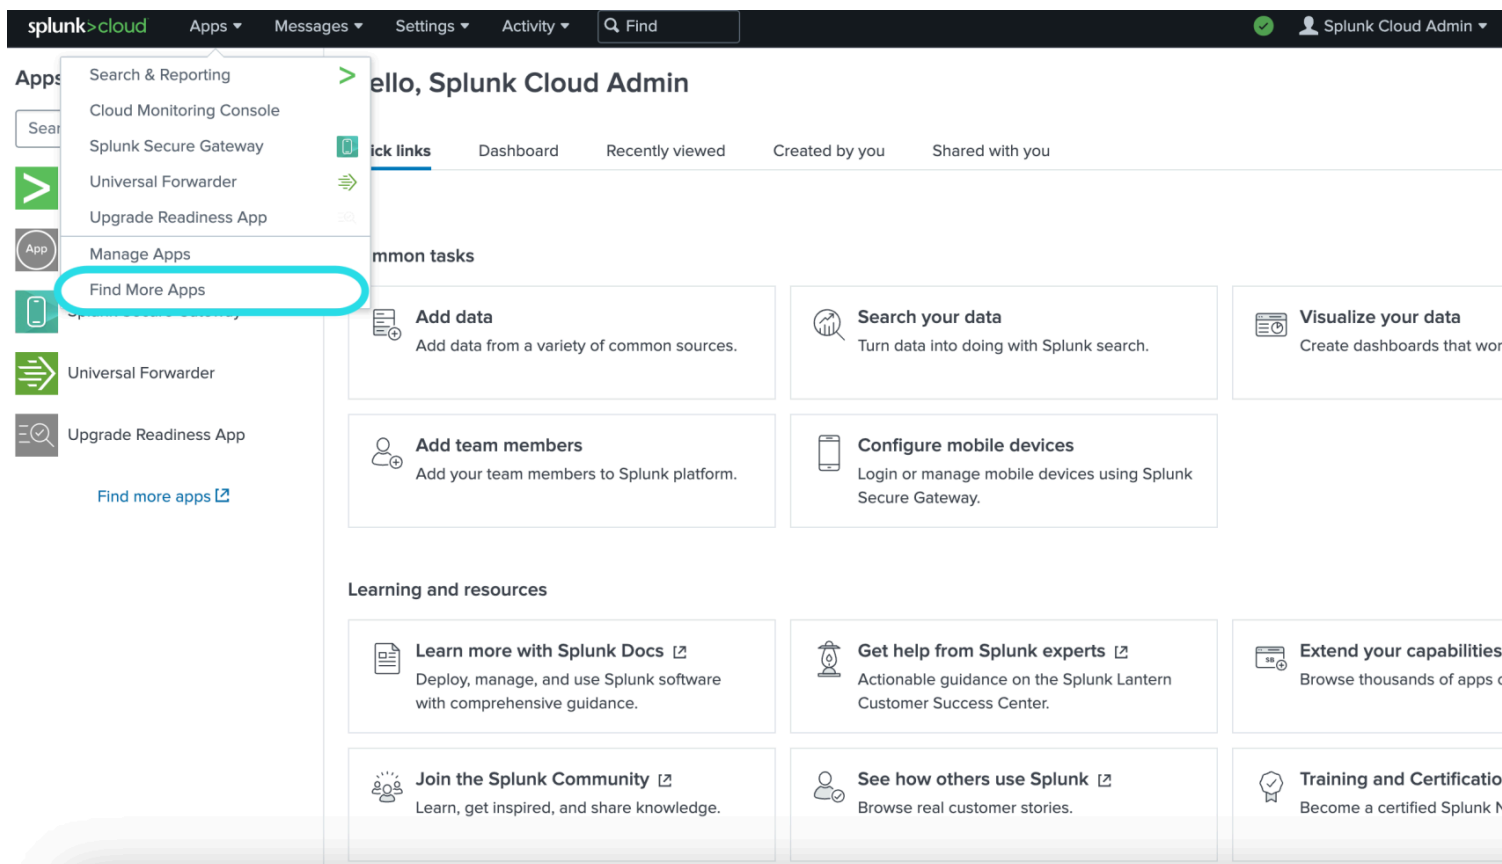 splunk>cloud Apps Messages Settings Activity Find Splunk Cloud Admin
Apps
Search & Reporting
Cloud Monitoring Console
Splunk Secure Gateway
Universal Forwarder
Upgrade Readiness App
Manage Apps
Find More Apps
App
Universal Forwarder
Upgrade Readiness App
Find more apps
ello, Splunk Cloud Admin
ick links Dashboard Recently viewed Created by you Shared with you
mmon tasks
Add data
Add data from a variety of common sources.
Search your data
Turn data into doing with Splunk search.
Visualize your data
Create dashboards that wor
Add team members
Add your team members to Splunk platform.
Configure mobile devices
Login or manage mobile devices using Splunk
Secure Gateway.
Learning and resources
Learn more with Splunk Docs
Deploy, manage, and use Splunk software
with comprehensive guidance.
Get help from Splunk experts
Actionable guidance on the Splunk Lantern
Customer Success Center.
SB
Extend your capabilities
Browse thousands of apps
Join the Splunk Community
Learn, get inspired, and share knowledge.
See how others use Splunk
Browse real customer stories.
Training and Certificatio
Become a certified Splunk